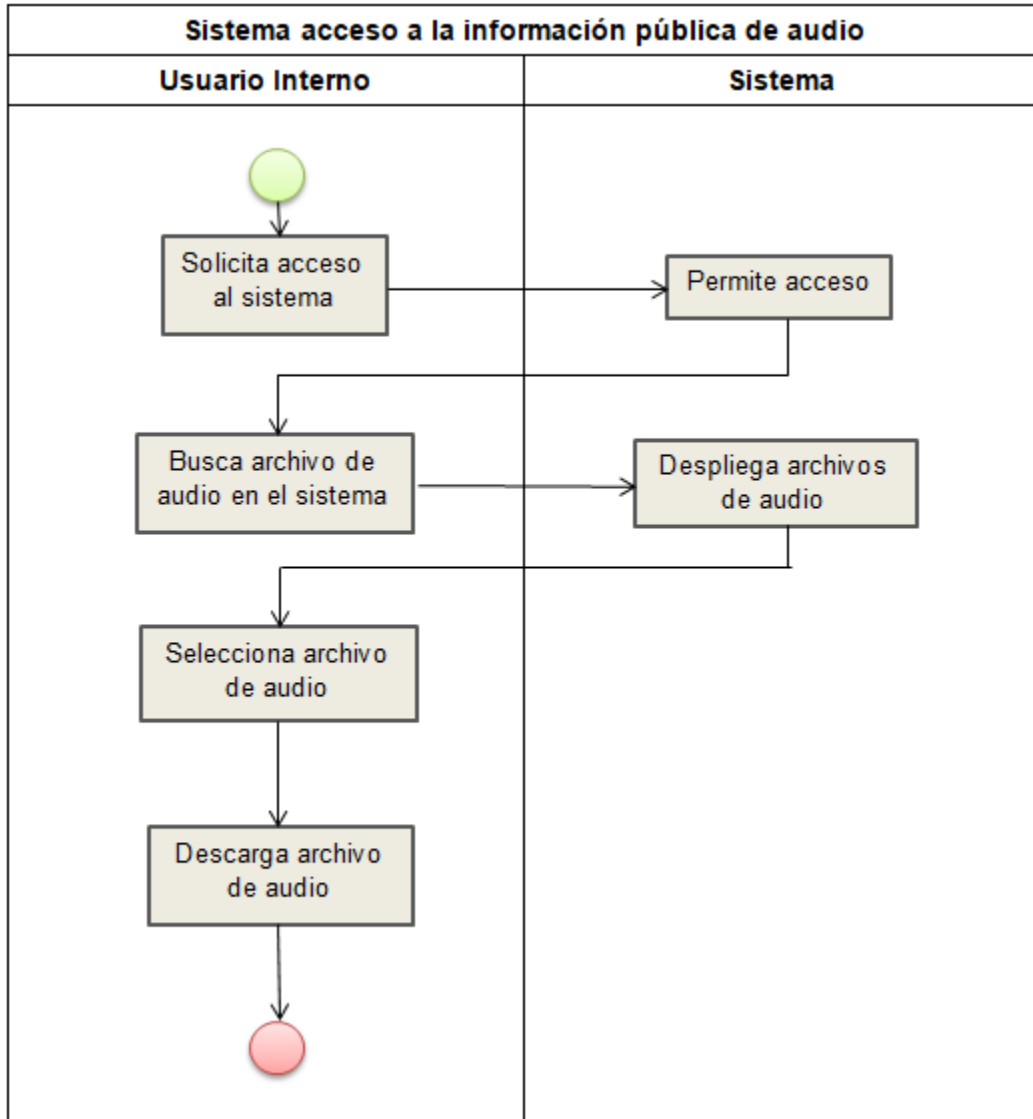 Sistema acceso a la información pública de audio
Usuario Interno
Sistema
Solicita acceso
al sistema
Permite acceso
Busca archivo de
audio en el sistema
Despliega archivos
de audio
Selecciona archivo
de audio
Descarga archivo
de audio